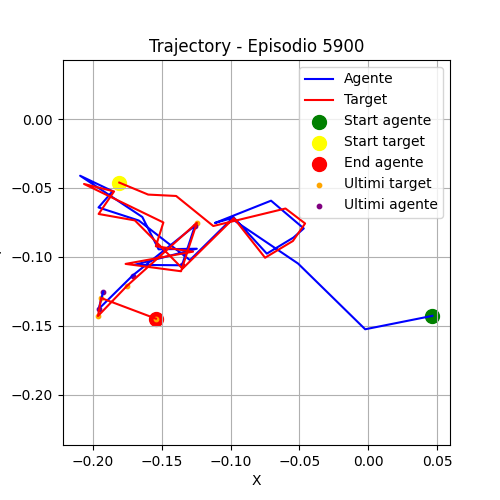 Trajectory - Episodio 5900
Agente
Target
Start agente
Start target
End agente
Ultimi target
Ultimi agente
0.00
−0.05
−0.10
−0.15
−0.20
−0.20
−0.15
−0.10
−0.05
0.00
0.05
X